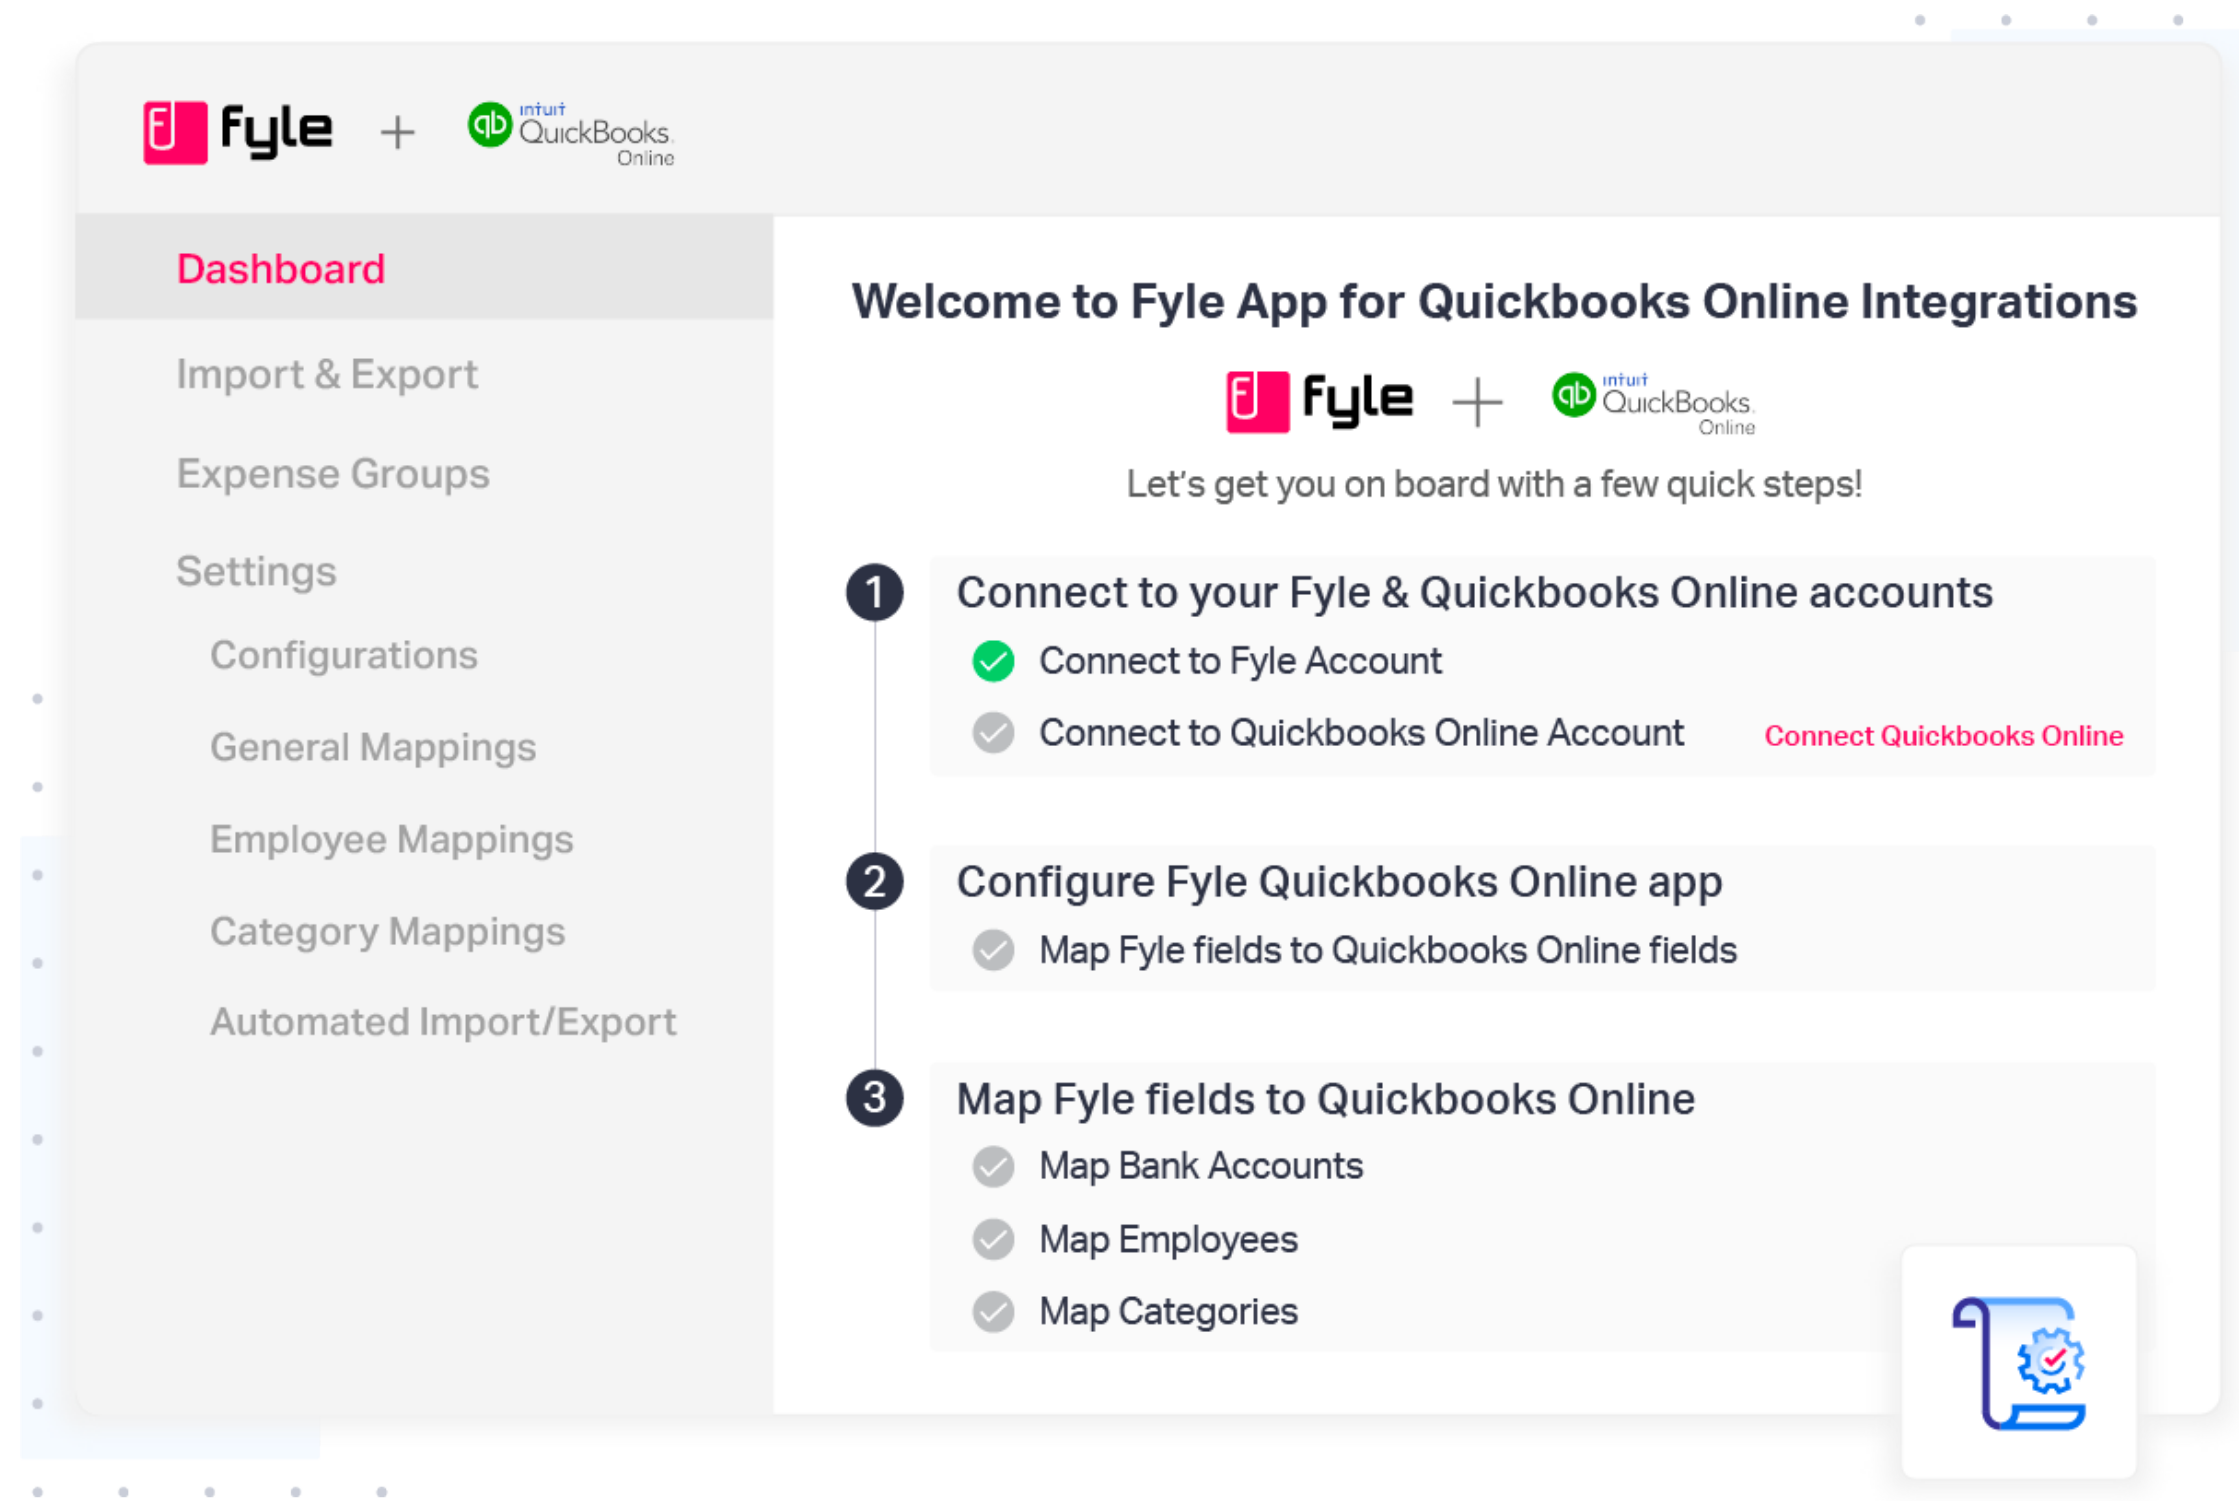 fyle + intuit
qb QuickBooks.
Online
Dashboard
Import & Export
Expense Groups
Settings
Configurations
General Mappings
Employee Mappings
Category Mappings
Automated Import/Export
Welcome to Fyle App for Quickbooks Online Integrations
fyle + intuit
qb QuickBooks.
Online
Let's get you on board with a few quick steps!
1 Connect to your Fyle & Quickbooks Online accounts
Connect to Fyle Account
Connect to Quickbooks Online Account Connect Quickbooks Online
2 Configure Fyle Quickbooks Online app
Map Fyle fields to Quickbooks Online fields
3 Map Fyle fields to Quickbooks Online
Map Bank Accounts
Map Employees
Map Categories